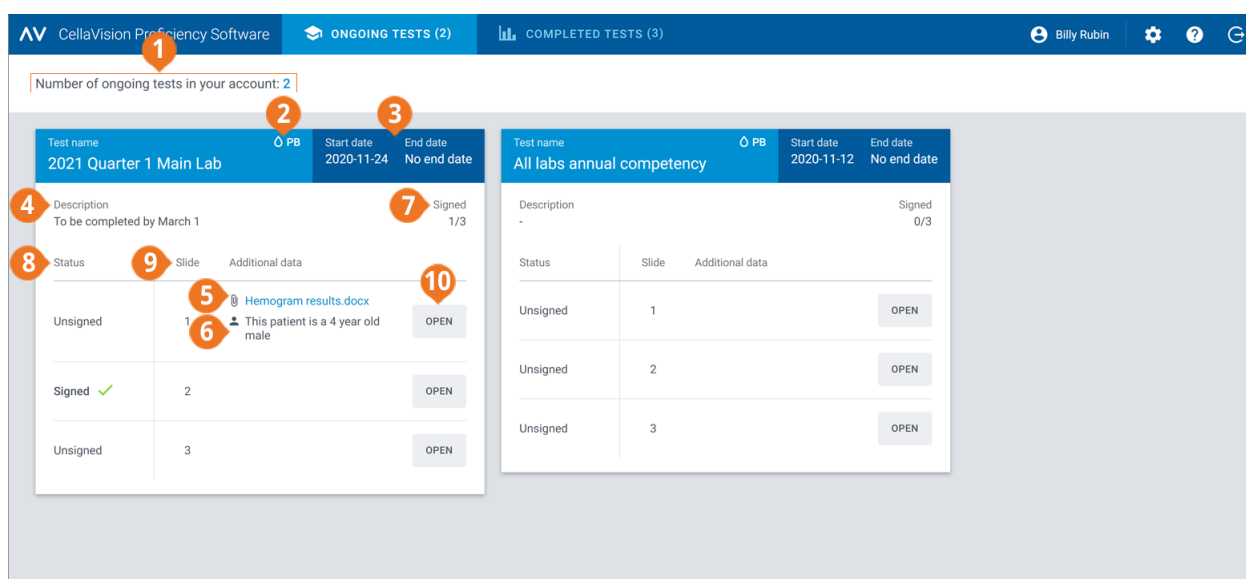 CellaVision Proficiency Software
ONGOING TESTS (2)
COMPLETED TESTS (3)
Billy Rubin
1
Number of ongoing tests in your account: 2
2
3
Test name
PB
Start date
End date
2021 Quarter 1 Main Lab
2020-11-24
No end date
4
Description
7
Signed
To be completed by March 1
1/3
8
Status
9
Slide
Additional data
10
5
Hemogram results.docx
Unsigned
1
6
This patient is a 4 year old
male
OPEN
Signed
2
OPEN
Unsigned
3
OPEN
Test name
PB
Start date
End date
All labs annual competency
2020-11-12
No end date
Description
Signed
-
0/3
Status
Slide
Additional data
Unsigned
1
OPEN
Unsigned
2
OPEN
Unsigned
3
OPEN